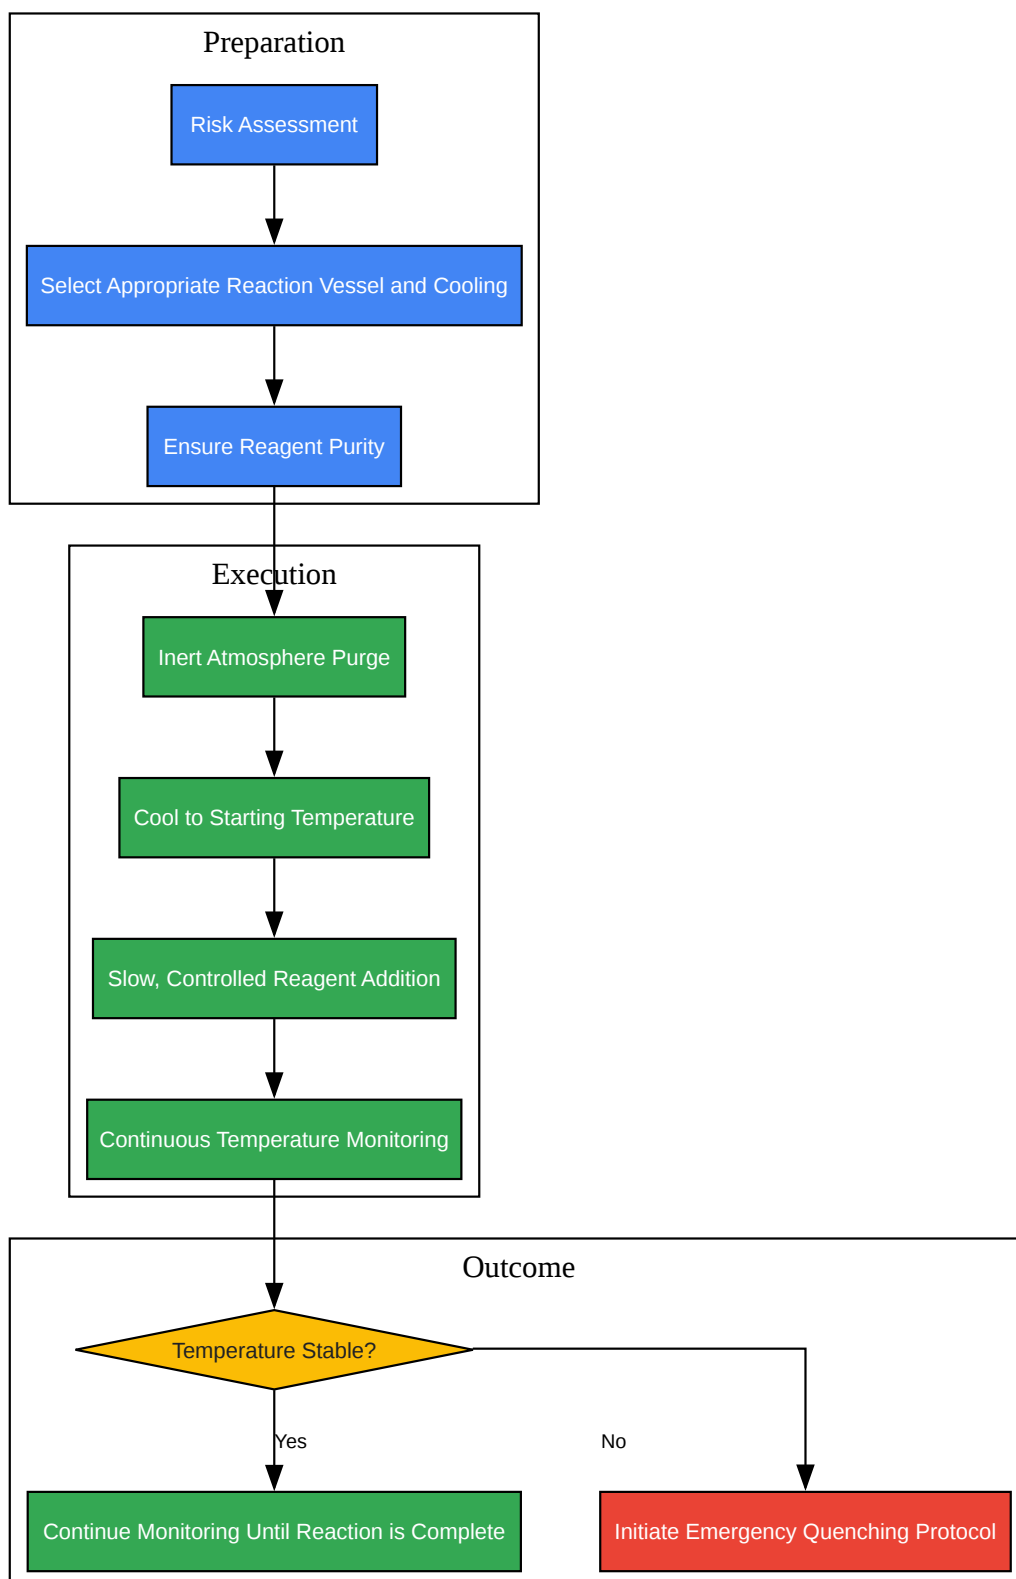 Preparation
Risk Assessment
Select Appropriate Reaction Vessel and Cooling
Ensure Reagent Purity
Execution
Inert Atmosphere Purge
Cool to Starting Temperature
Slow, Controlled Reagent Addition
Continuous Temperature Monitoring
Outcome
Temperature Stable?
Yes
No
Continue Monitoring Until Reaction is Complete
Initiate Emergency Quenching Protocol